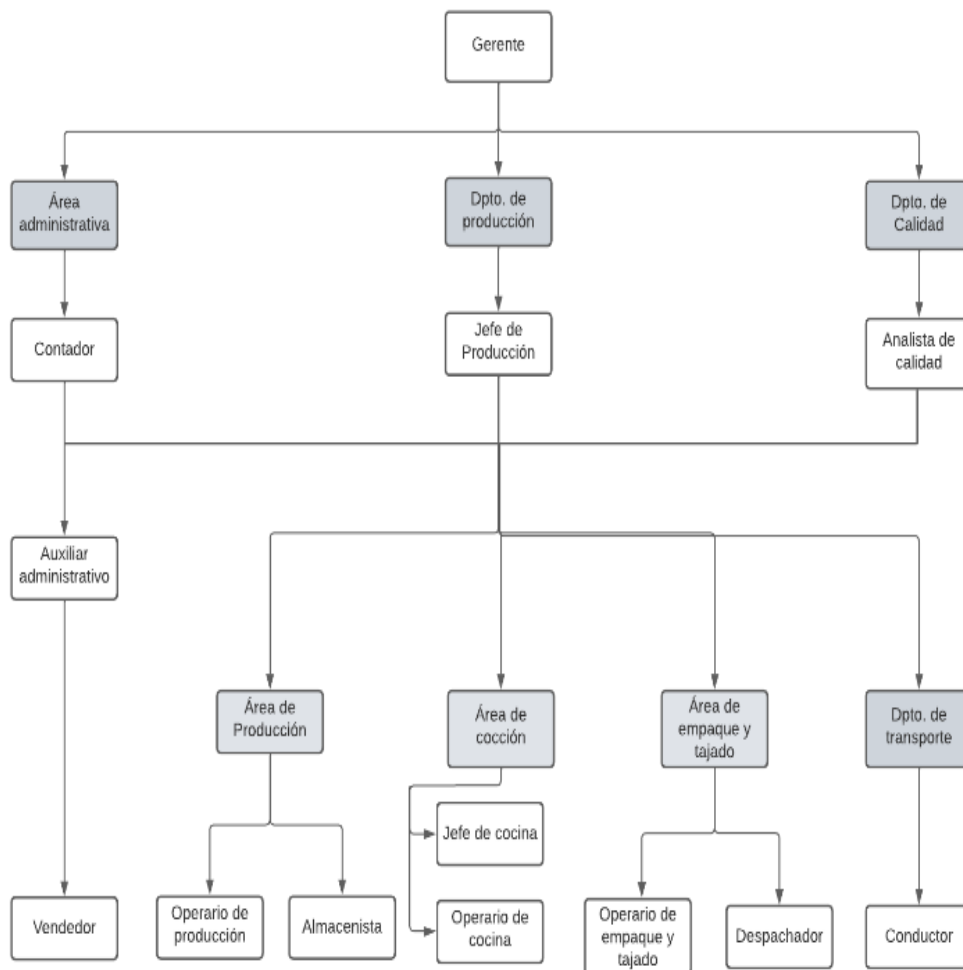 Gerente
Área
administrativa
Dpto. de
producción
Dpto. de
Calidad
Contador
Jefe de
Producción
Analista de
calidad
Auxiliar
administrativo
Área de
Producción
Área de
cocción
Área de
empaque y
tajado
Dpto. de
transporte
Jefe de cocina
Vendedor
Operario de
producción
Almacenista
Operario de
cocina
Operario de
empaque y
tajado
Despachador
Conductor